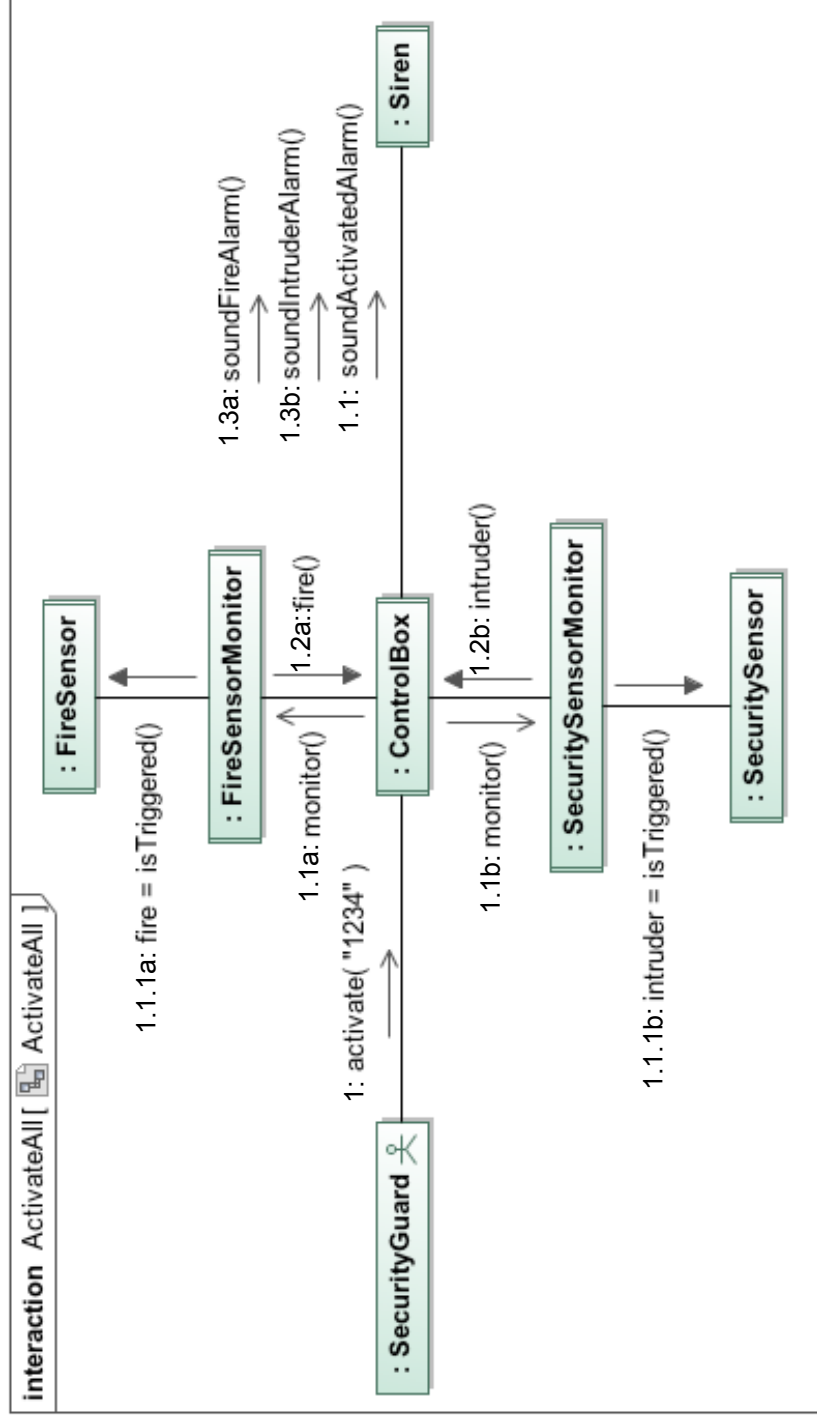 interaction ActivateAll [ ActivateAll ]
: FireSensor
1.1.1a: fire = isTriggered()
: FireSensorMonitor
1.3a: soundFireAlarm()
1.3b: soundIntruderAlarm()
1.1: soundActivatedAlarm()
1.1a: monitor()
1.2a:fire()
1: activate( "1234" )
: SecurityGuard
: ControlBox
: Siren
1.1b: monitor()
1.2b: intruder()
: SecuritySensorMonitor
1.1.1b: intruder = isTriggered()
: SecuritySensor